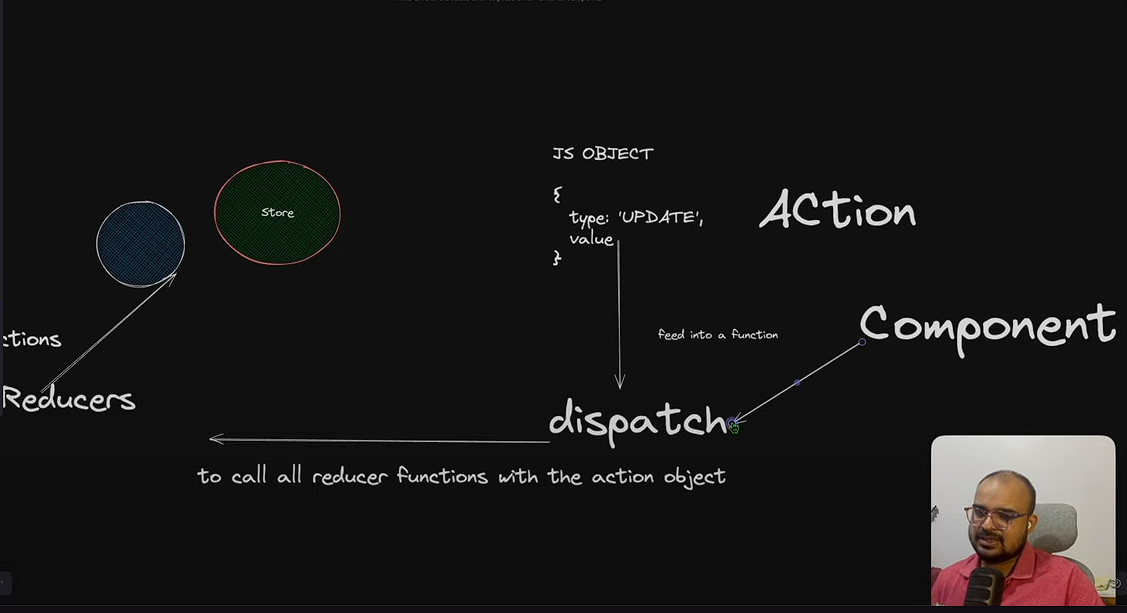 JS OBJECT
{
type: 'UPDATE',
value
}
ACtion
Store
feed into a function
Component
ctions
Reducers
dispatch
to call all reducer functions with the action object